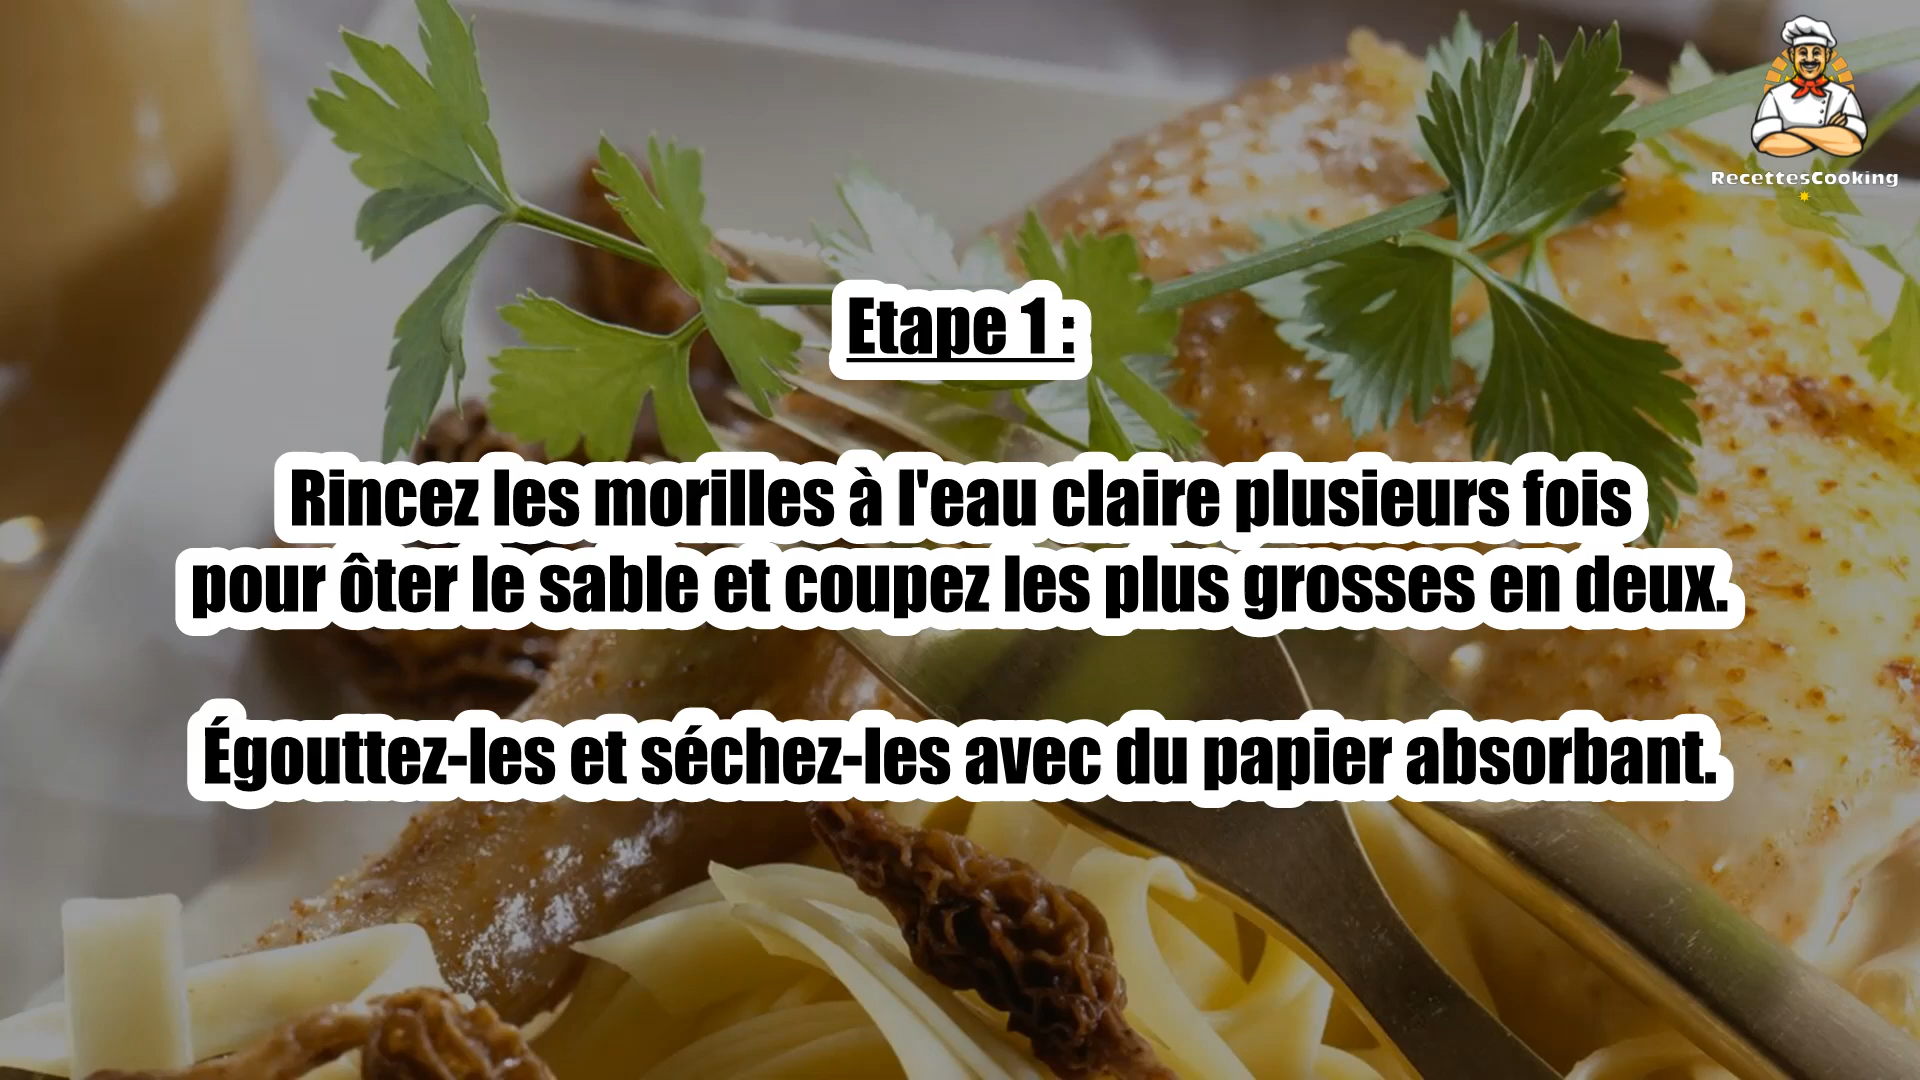 RecettesCooking
Etape 1 :
Rincez les morilles à l'eau claire plusieurs fois
pour ôter le sable et coupez les plus grosses en deux.
Égouttez-les et séchez-les avec du papier absorbant.